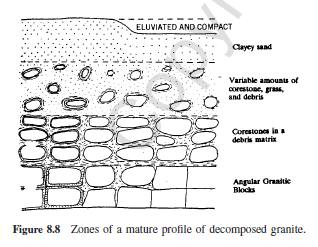 ELUVIATED AND COMPACT
Clayey sand
Variable amounts of
corestone, grass,
and debris
Corestones in a
debris matrix
Angular Granitic
Blocks
Figure 8.8 Zones of a mature profile of decomposed granite.